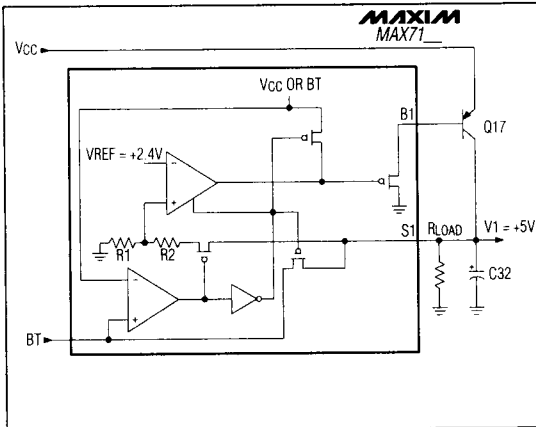 MAXIM
MAX71__
VCC
VCC OR BT
B1
Q17
VREF = +2.4V
S1
RLOAD
V1 = +5V
R1
R2
C32
BT
−
+
−
+
+